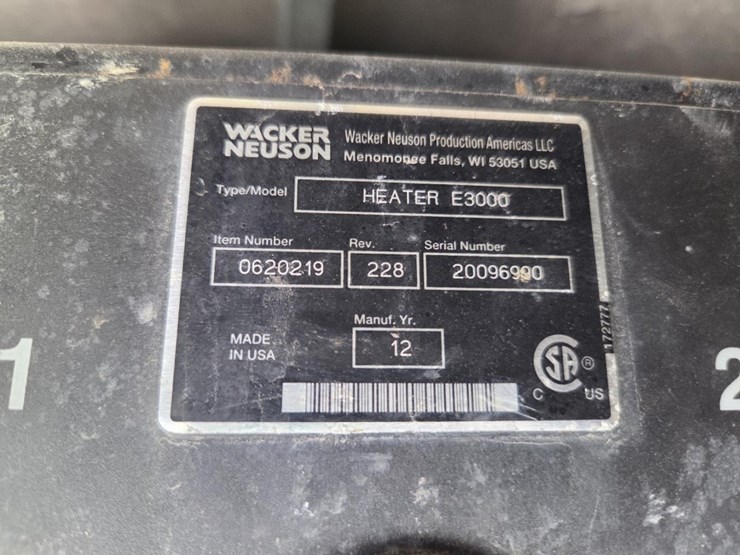 WACKER
NEUSON
Wacker Neuson Production Americas LLC
Menomonee Falls, WI 53051 USA
Type/Model
HEATER E3000
Item Number
Rev.
Serial Number
0620219
228
20096990
Manuf. Yr.
MADE
IN USA
12
SA
®
C
US
172777
1
2